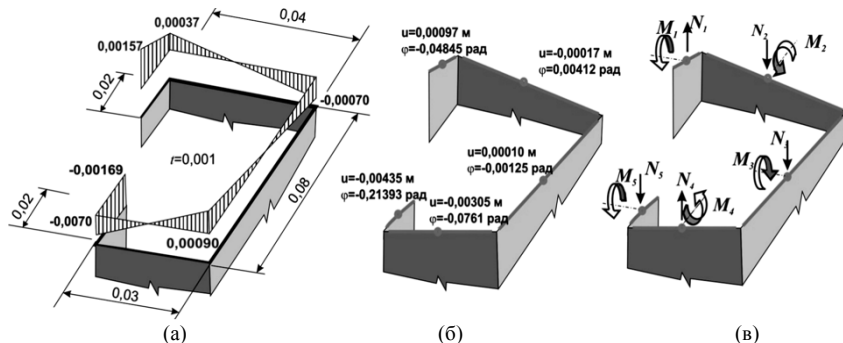 0,00037
0,04
0,00157
0,02
-0,00070
t=0,001
-0,00169
0,02
-0,0070
0,00090
0,08
0,03
(а)
u=0,00097 м
φ=-0,04845 рад
u=-0,00017 м
φ=0,00412 рад
u=0,00010 м
φ=-0,00125 рад
u=-0,00435 м
φ=-0,21393 рад
u=-0,00305 м
φ=-0,0761 рад
(б)
M1
N1
N2
M2
N3
M3
M5
N5
N4
M4
(в)